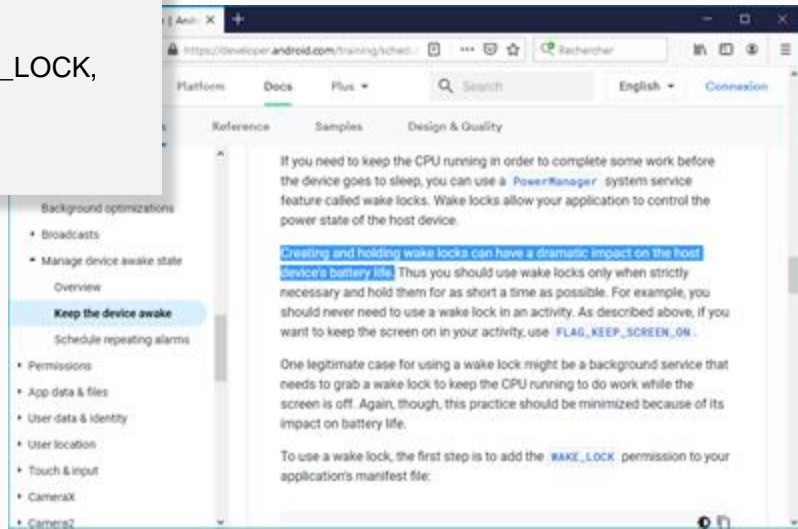 _LOCK,
| Andr
https://developer.android.com/training/sched
Rechercher
Platform Docs Plus
Search
English
Connexion
Reference Samples Design & Quality
Background optimizations
Broadcasts
Manage device awake state
Overview
Keep the device awake
Schedule repeating alarms
Permissions
App data & files
User data & identity
User location
Touch & input
CameraX
Camera2
If you need to keep the CPU running in order to complete some work before
the device goes to sleep, you can use a PowerManager system service
feature called wake locks. Wake locks allow your application to control the
power state of the host device.
Creating and holding wake locks can have a dramatic impact on the host
device's battery life. Thus you should use wake locks only when strictly
necessary and hold them for as short a time as possible. For example, you
should never need to use a wake lock in an activity. As described above, if you
want to keep the screen on in your activity, use FLAG_KEEP_SCREEN_ON .
One legitimate case for using a wake lock might be a background service that
needs to grab a wake lock to keep the CPU running to do work while the
screen is off. Again, though, this practice should be minimized because of its
impact on battery life.
To use a wake lock, the first step is to add the WAKE_LOCK permission to your
application's manifest file: